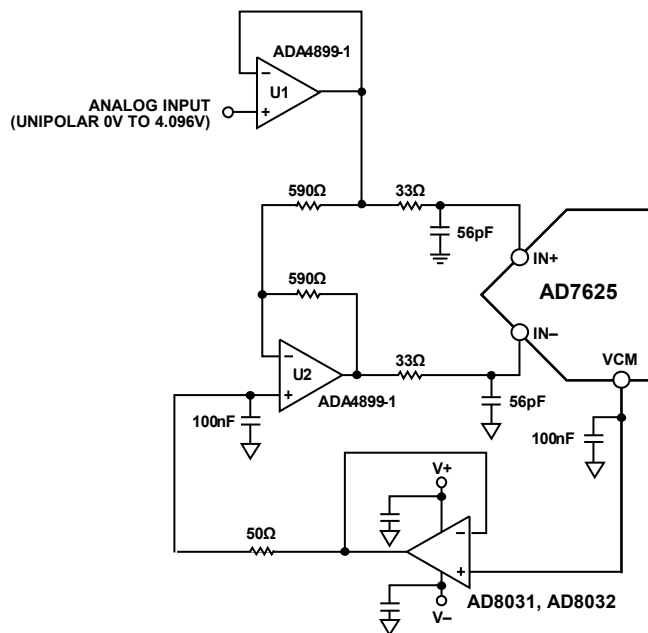 ADA4899-1
−
U1
+
ANALOG INPUT
(UNIPOLAR 0V TO 4.096V)
590Ω
33Ω
56pF
IN+
AD7625
590Ω
IN−
VCM
−
U2
+
33Ω
ADA4899-1
56pF
100nF
100nF
V+
50Ω
−
+
V−
AD8031, AD8032